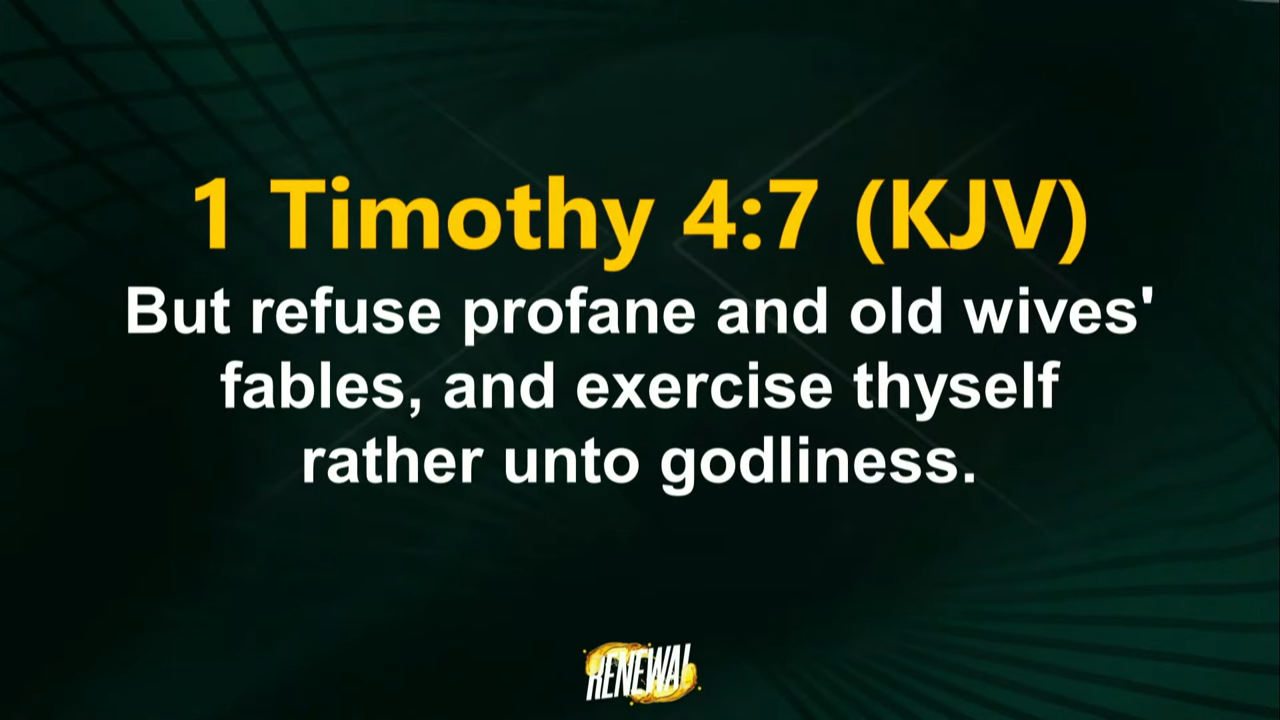 1 Timothy 4:7 (KJV)
But refuse profane and old wives'
fables, and exercise thyself
rather unto godliness.
RENEWAL